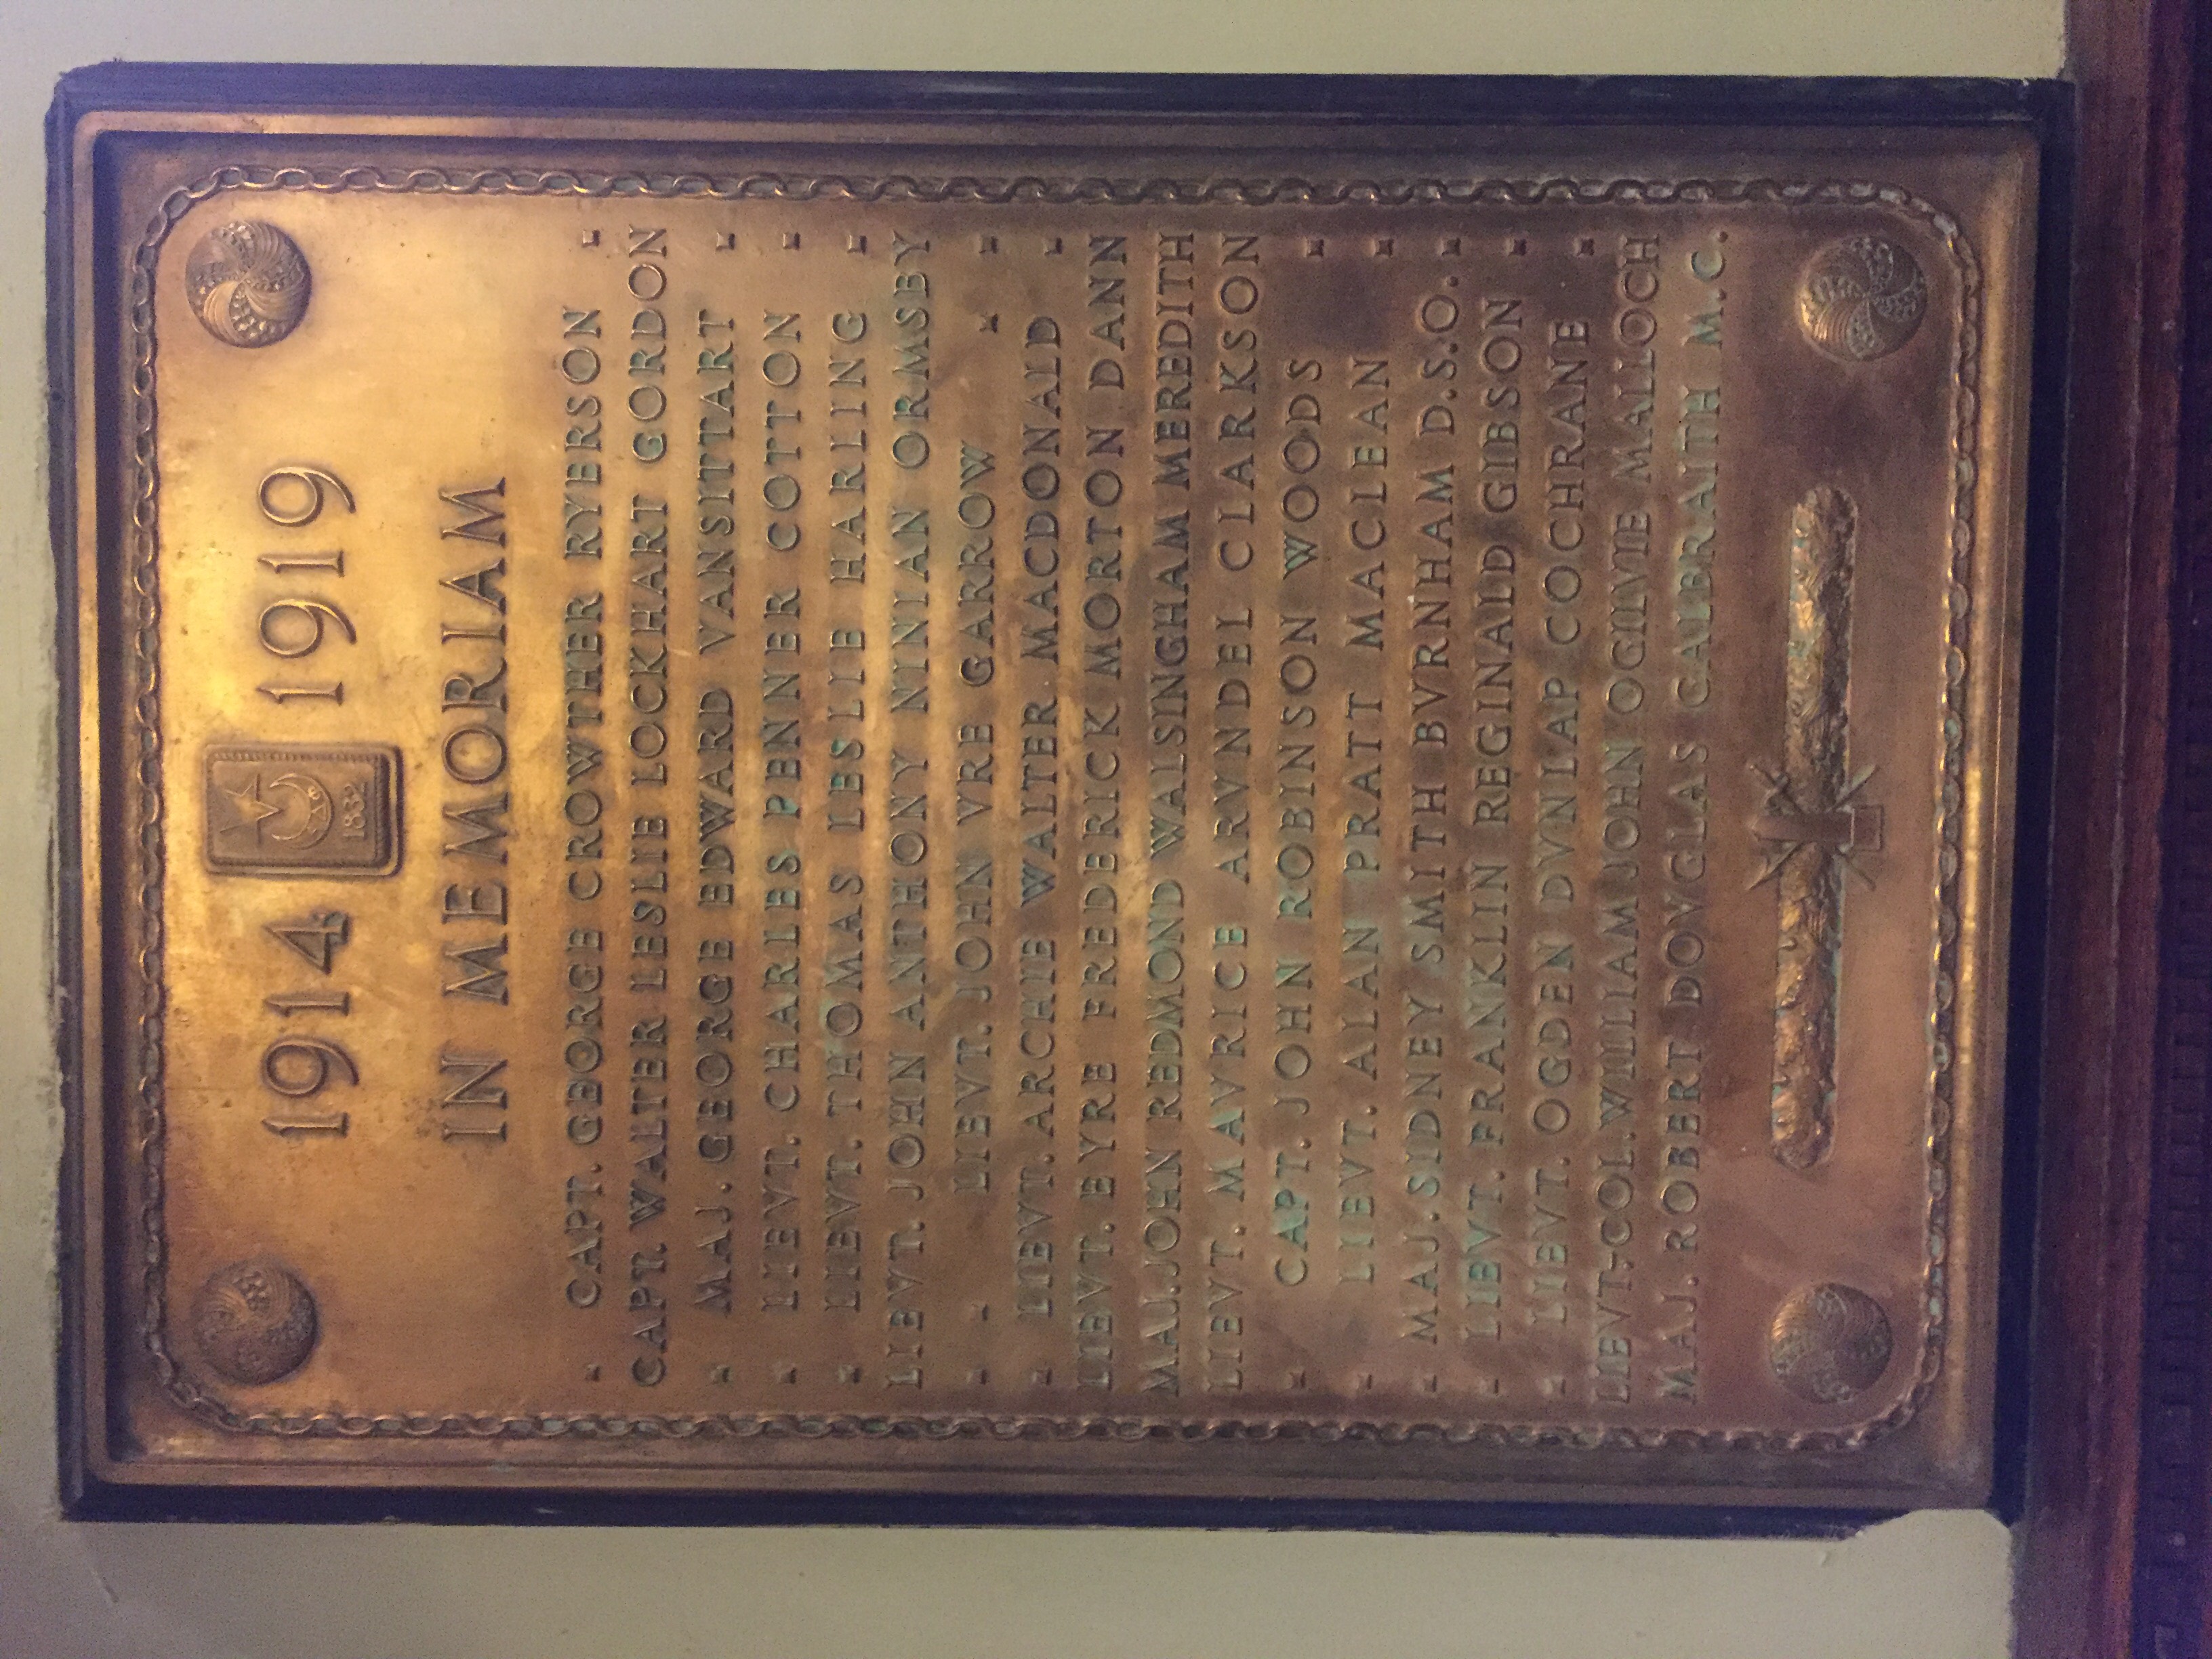 1914 1832 1919
IN MEMORIAM
CAPT. GEORGE CROWTHER RYERSON
CAPT. WALTER LESLIE LOCKHART GORDON
MAJ. GEORGE EDWARD VANSITTART
LIEVT. CHARLES PENNER COTTON
LIEVT. THOMAS LESLIE HARLING
LIEVT. JOHN ANTHONY NINIAN ORMSBY
LIEVT. JOHN VRE GARROW
LIEVT. ARCHIE WALTER MACDONALD
LIEVT. EYRE FREDERICK MORTON DANN
MAJ. JOHN REDMOND WALSINGHAM MEREDITH
LIEVT. MAVRICE ARVNDEL CLARKSON
CAPT. JOHN ROBINSON WOODS
LIEVT. ALAN PRATT MACLEAN
MAJ. SIDNEY SMITH BVRNHAM D.S.O.
LIEVT. FRANKLIN REGINALD GIBSON
LIEVT. OGDEN DVNLAP COCHRANE
LIEVT.-COL. WILLIAM JOHN OGILVIE MALLOCH
MAJ. ROBERT DOVGLAS GALBRAITH M.C.